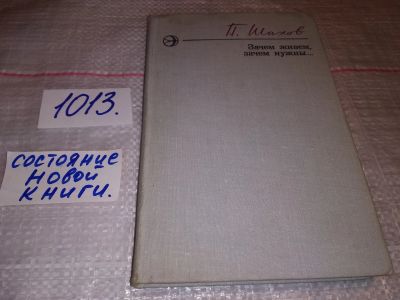 П. Шахов
Зачем живем,
зачем нужны...
1013.
СОСТОЯНИЕ
НОВОЙ
КНИГИ.